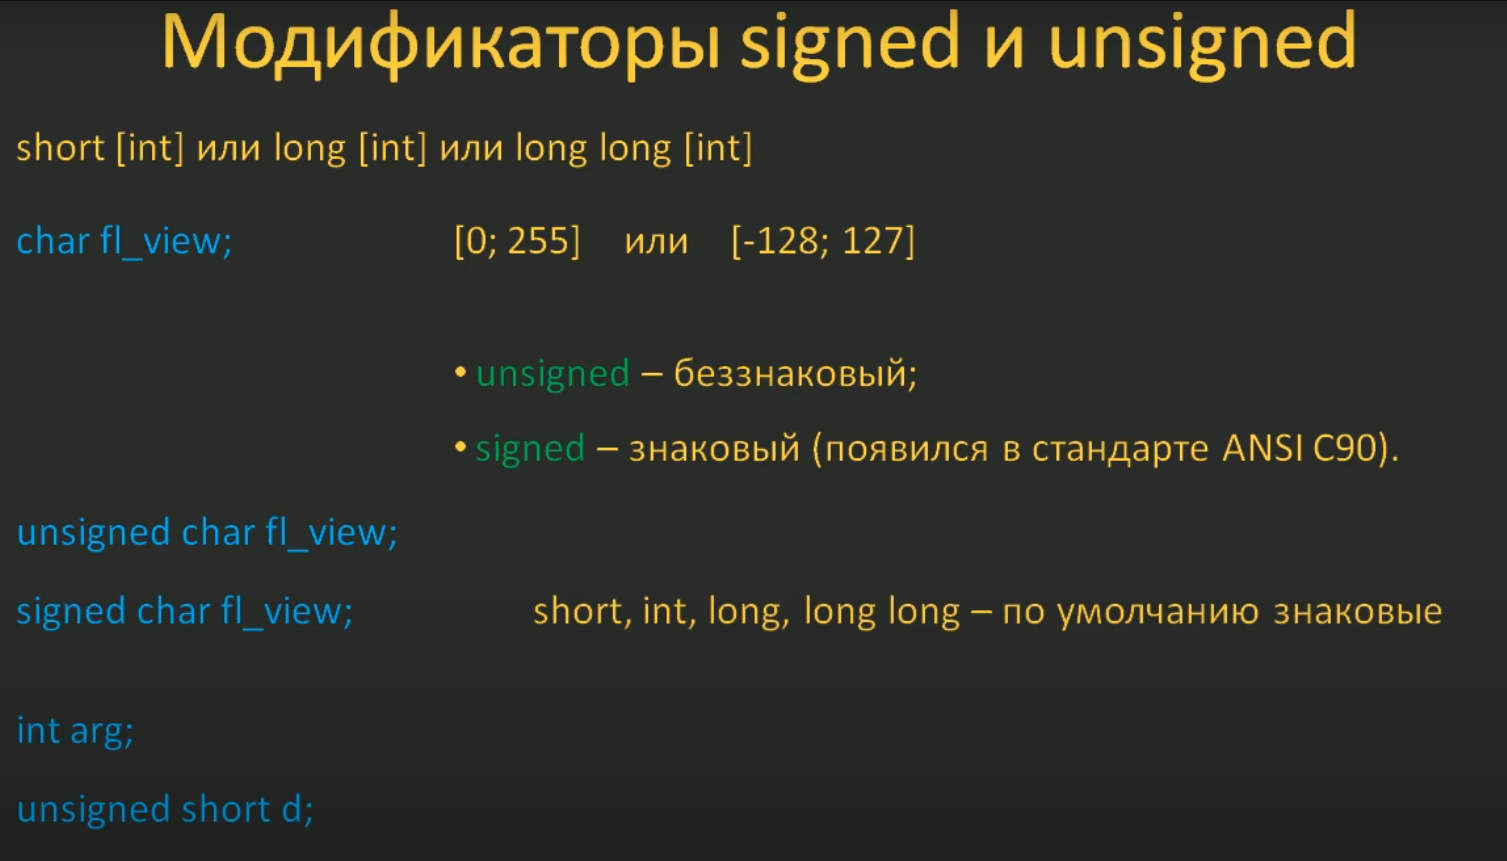 Модификаторы signed и unsigned
short [int] или long [int] или long long [int]
char fl_view; [0; 255] или [-128; 127]
• unsigned – беззнаковый;
• signed – знаковый (появился в стандарте ANSI C90).
unsigned char fl_view;
signed char fl_view; short, int, long, long long – по умолчанию знаковые
int arg;
unsigned short d;